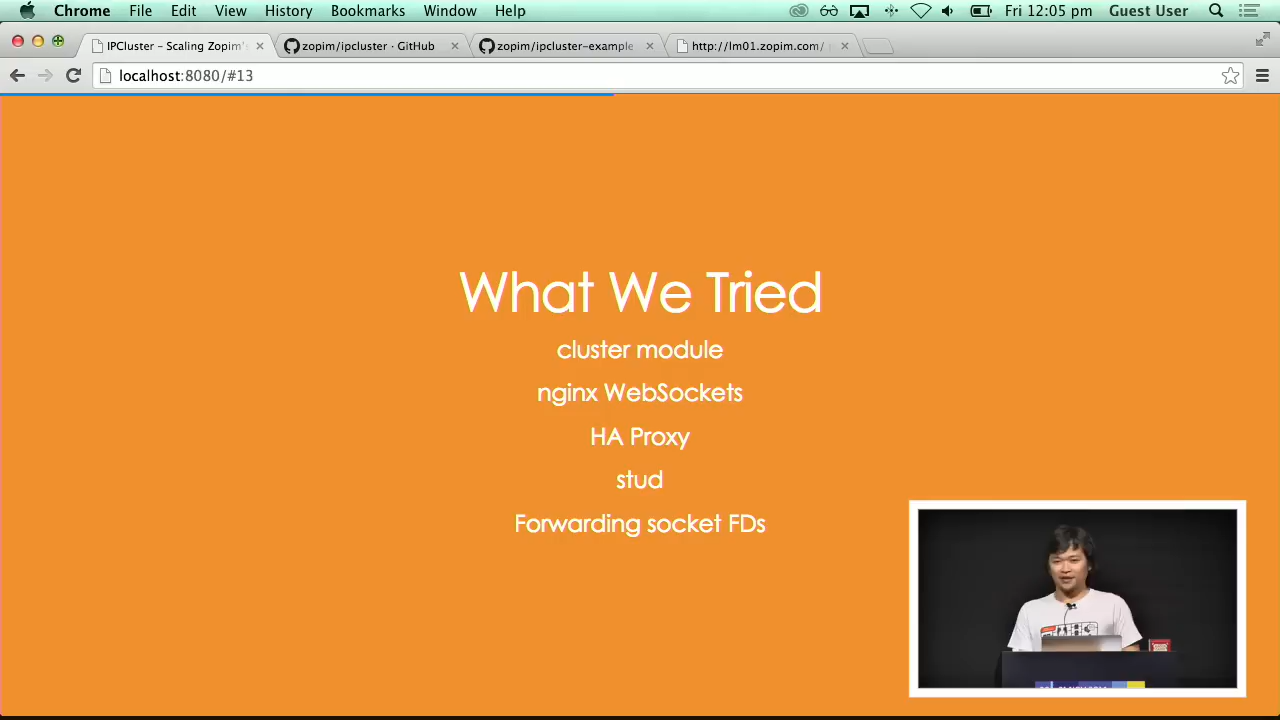 Chrome File Edit View History Bookmarks Window Help Fri 12:05 pm Guest User
IPCluster – Scaling Zopim's zopim/ipcluster · GitHub zopim/ipcluster-example http://lm01.zopim.com/
localhost:8080/#13
What We Tried
cluster module
nginx WebSockets
HA Proxy
stud
Forwarding socket FDs